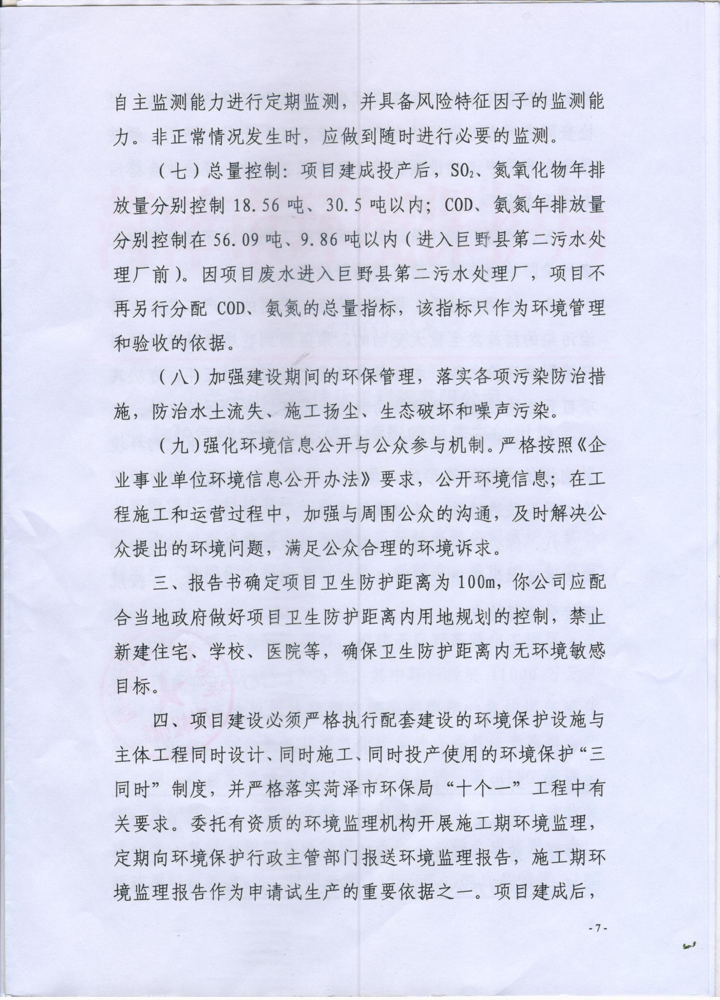 自主监测能力进行定期监测，并具备风险特征因子的监测能
力。非正常情况发生时，应做到随时进行必要的监测。
（七）总量控制：项目建成投产后，SO₂、氮氧化物年排
放量分别控制 18.56 吨、30.5 吨以内；COD、氨氮年排放量
分别控制在 56.09 吨、9.86 吨以内（进入巨野县第二污水处
理厂前）。因项目废水进入巨野县第二污水处理厂，项目不
再另行分配 COD、氨氮的总量指标，该指标只作为环境管理
和验收的依据。
（八）加强建设期间的环保管理，落实各项污染防治措
施，防治水土流失、施工扬尘、生态破坏和噪声污染。
（九）强化环境信息公开与公众参与机制。严格按照《企
业事业单位环境信息公开办法》要求，公开环境信息；在工
程施工和运营过程中，加强与周围公众的沟通，及时解决公
众提出的环境问题，满足公众合理的环境诉求。
三、报告书确定项目卫生防护距离为 100m，你公司应配
合当地政府做好项目卫生防护距离内用地规划的控制，禁止
新建住宅、学校、医院等，确保卫生防护距离内无环境敏感
目标。
四、项目建设必须严格执行配套建设的环境保护设施与
主体工程同时设计、同时施工、同时投产使用的环境保护“三
同时”制度，并严格落实菏泽市环保局“十个一”工程中有
关要求。委托有资质的环境监理机构开展施工期环境监理，
定期向环境保护行政主管部门报送环境监理报告，施工期环
境监理报告作为申请试生产的重要依据之一。项目建成后，
- 7 -